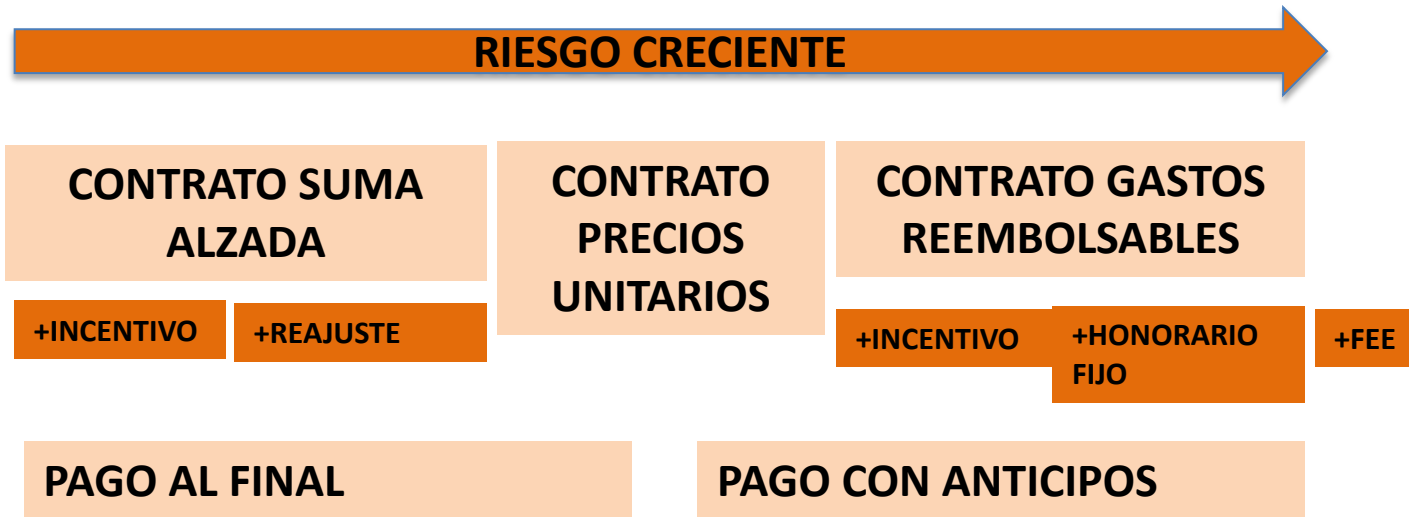 RIESGO CRECIENTE
CONTRATO SUMA
ALZADA
CONTRATO
PRECIOS
UNITARIOS
CONTRATO GASTOS
REEMBOLSABLES
+INCENTIVO
+REAJUSTE
+INCENTIVO
+HONORARIO
FIJO
+FEE
PAGO AL FINAL
PAGO CON ANTICIPOS